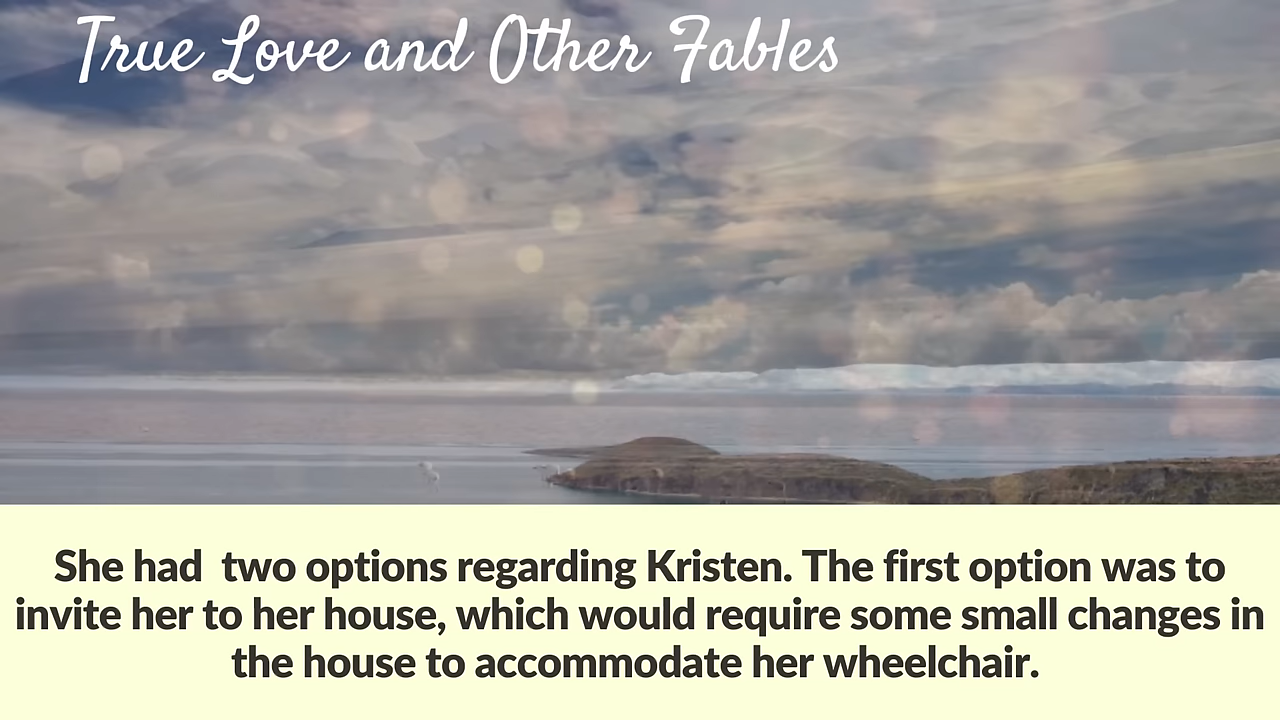 True Love and Other Fables
She had  two options regarding Kristen. The first option was to
invite her to her house, which would require some small changes in
the house to accommodate her wheelchair.